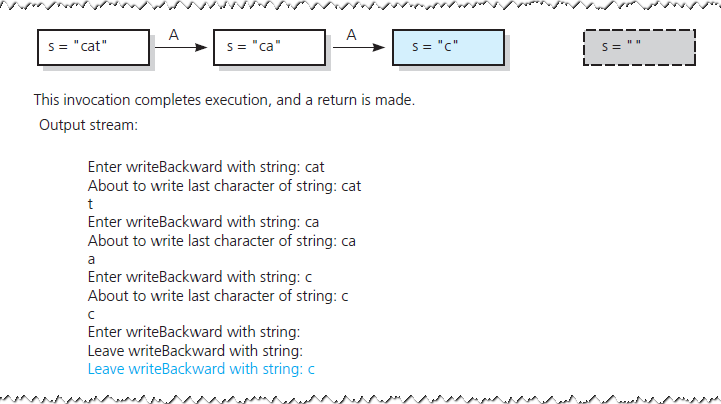 A A
s = "cat" s = "ca" s = "c" s = " "
This invocation completes execution, and a return is made.
Output stream:
Enter writeBackward with string: cat
About to write last character of string: cat
t
Enter writeBackward with string: ca
About to write last character of string: ca
a
Enter writeBackward with string: c
About to write last character of string: c
c
Enter writeBackward with string:
Leave writeBackward with string:
Leave writeBackward with string: c